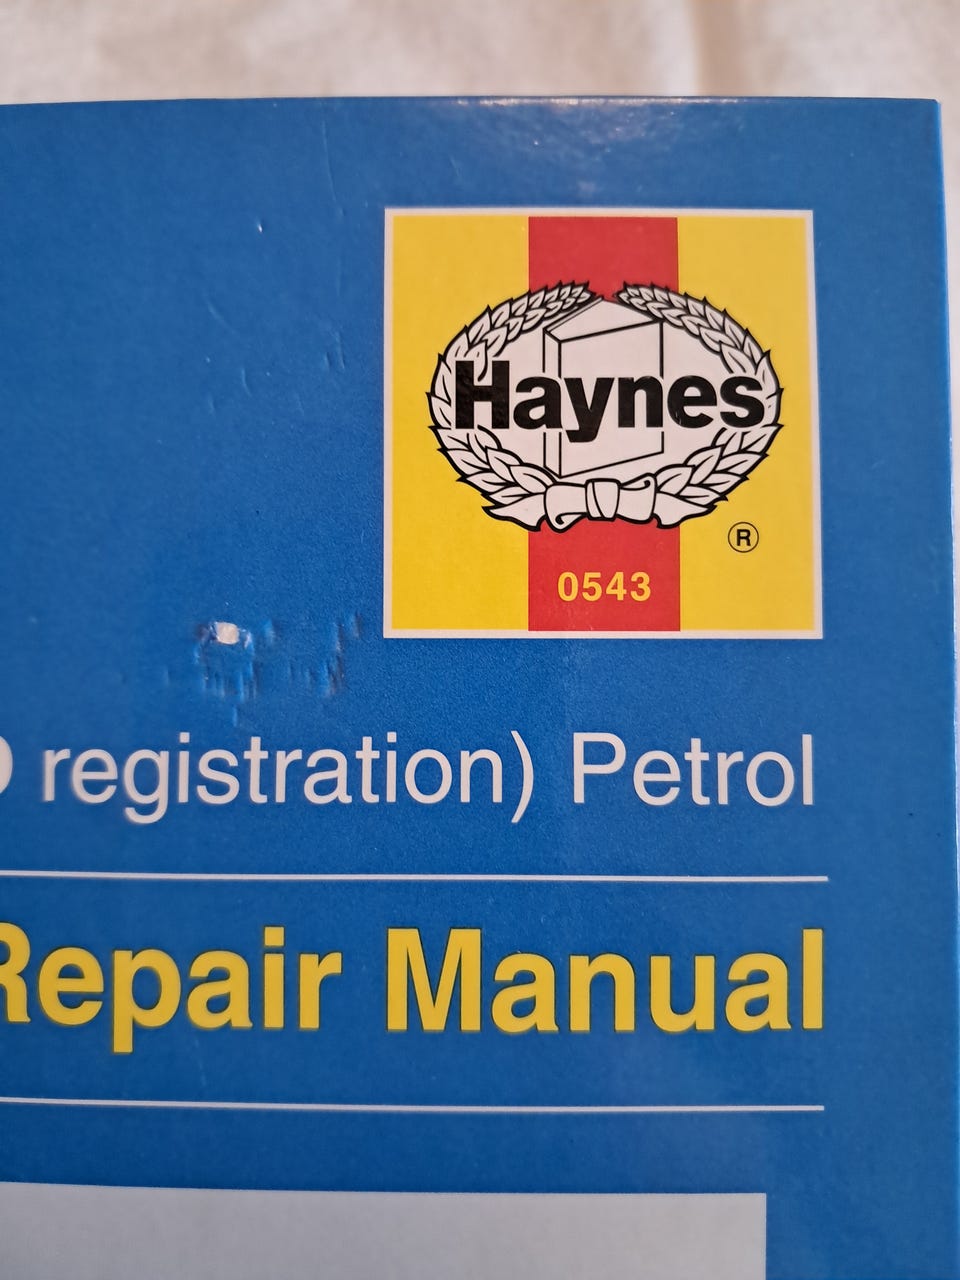 Haynes
®
0543
registration) Petrol
Repair Manual